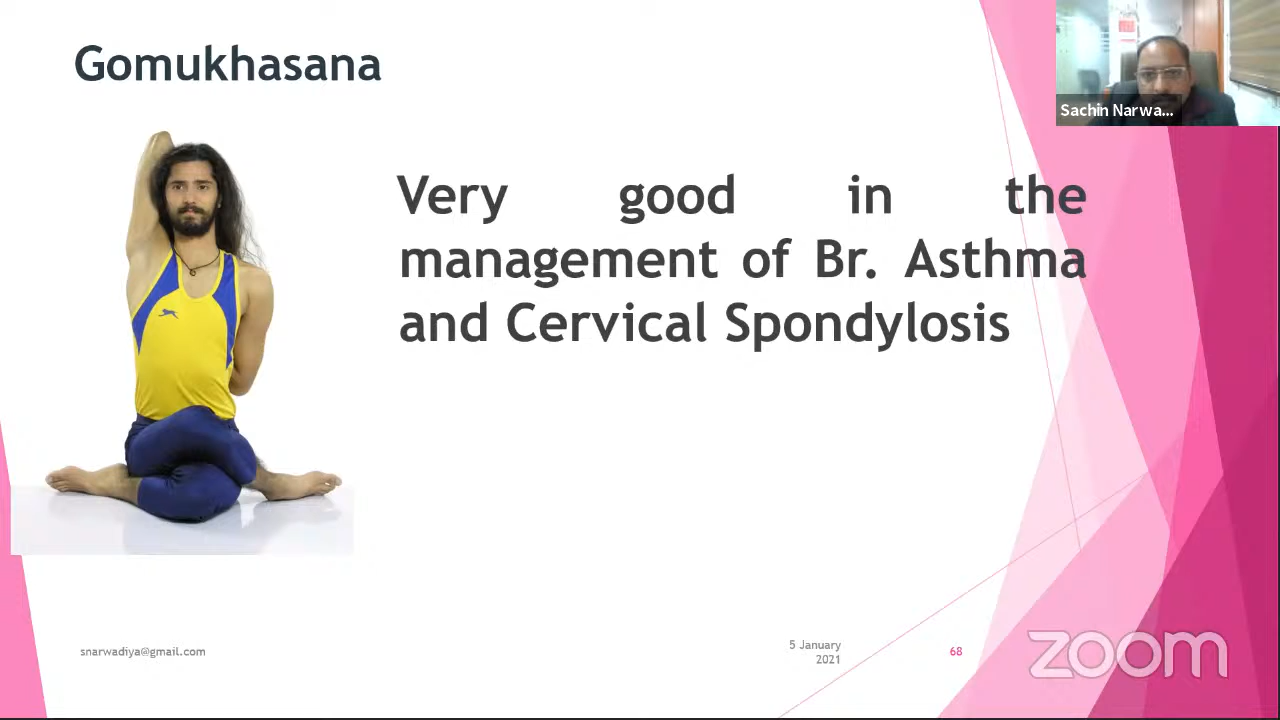 Gomukhasana
Sachin Narwa...
Very good in the
management of Br. Asthma
and Cervical Spondylosis
snarwadiya@gmail.com
5 January
2021
68
zoom